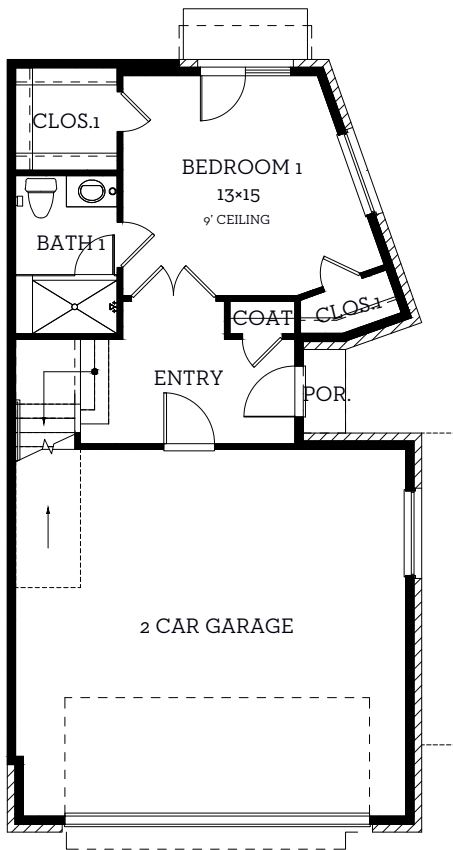 CLOS.1
BEDROOM 1
13×15
9' CEILING
BATH 1
COAT
CLOS.1
ENTRY
POR.
2 CAR GARAGE